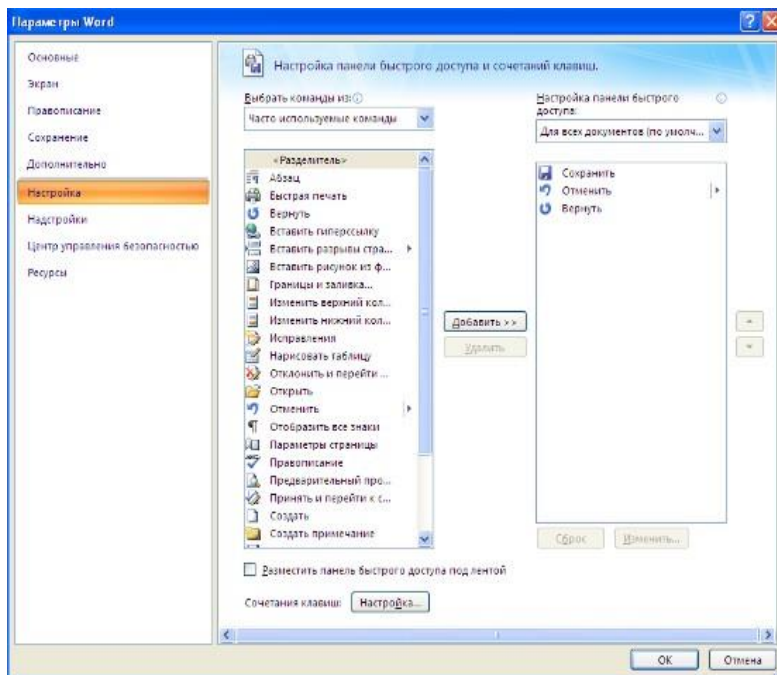 Параметры Word
Основные
Экран
Правописание
Сохранение
Дополнительно
Настройка
Надстройки
Центр управления безопасностью
Ресурсы
Настройка панели быстрого доступа и сочетаний клавиш.
Выбрать команды из:
Часто используемые команды
<Разделитель>
Абзац
Быстрая печать
Вернуть
Вставить гиперссылку
Вставить разрывы стра...
Вставить рисунок из ф...
Границы и заливка...
Изменить верхний кол...
Изменить нижний кол...
Исправления
Нарисовать таблицу
Отклонить и перейти ...
Открыть
Отменить
Отобразить все знаки
Параметры страницы
Правописание
Предварительный про...
Принять и перейти к с...
Создать
Создать примечание
Добавить >>
Удалить
Настройка панели быстрого
доступа:
Для всех документов (по умолч...
Сохранить
Отменить
Вернуть
Сброс
Изменить...
Разместить панель быстрого доступа под лентой
Сочетания клавиш:
Настройка...
ОК
Отмена